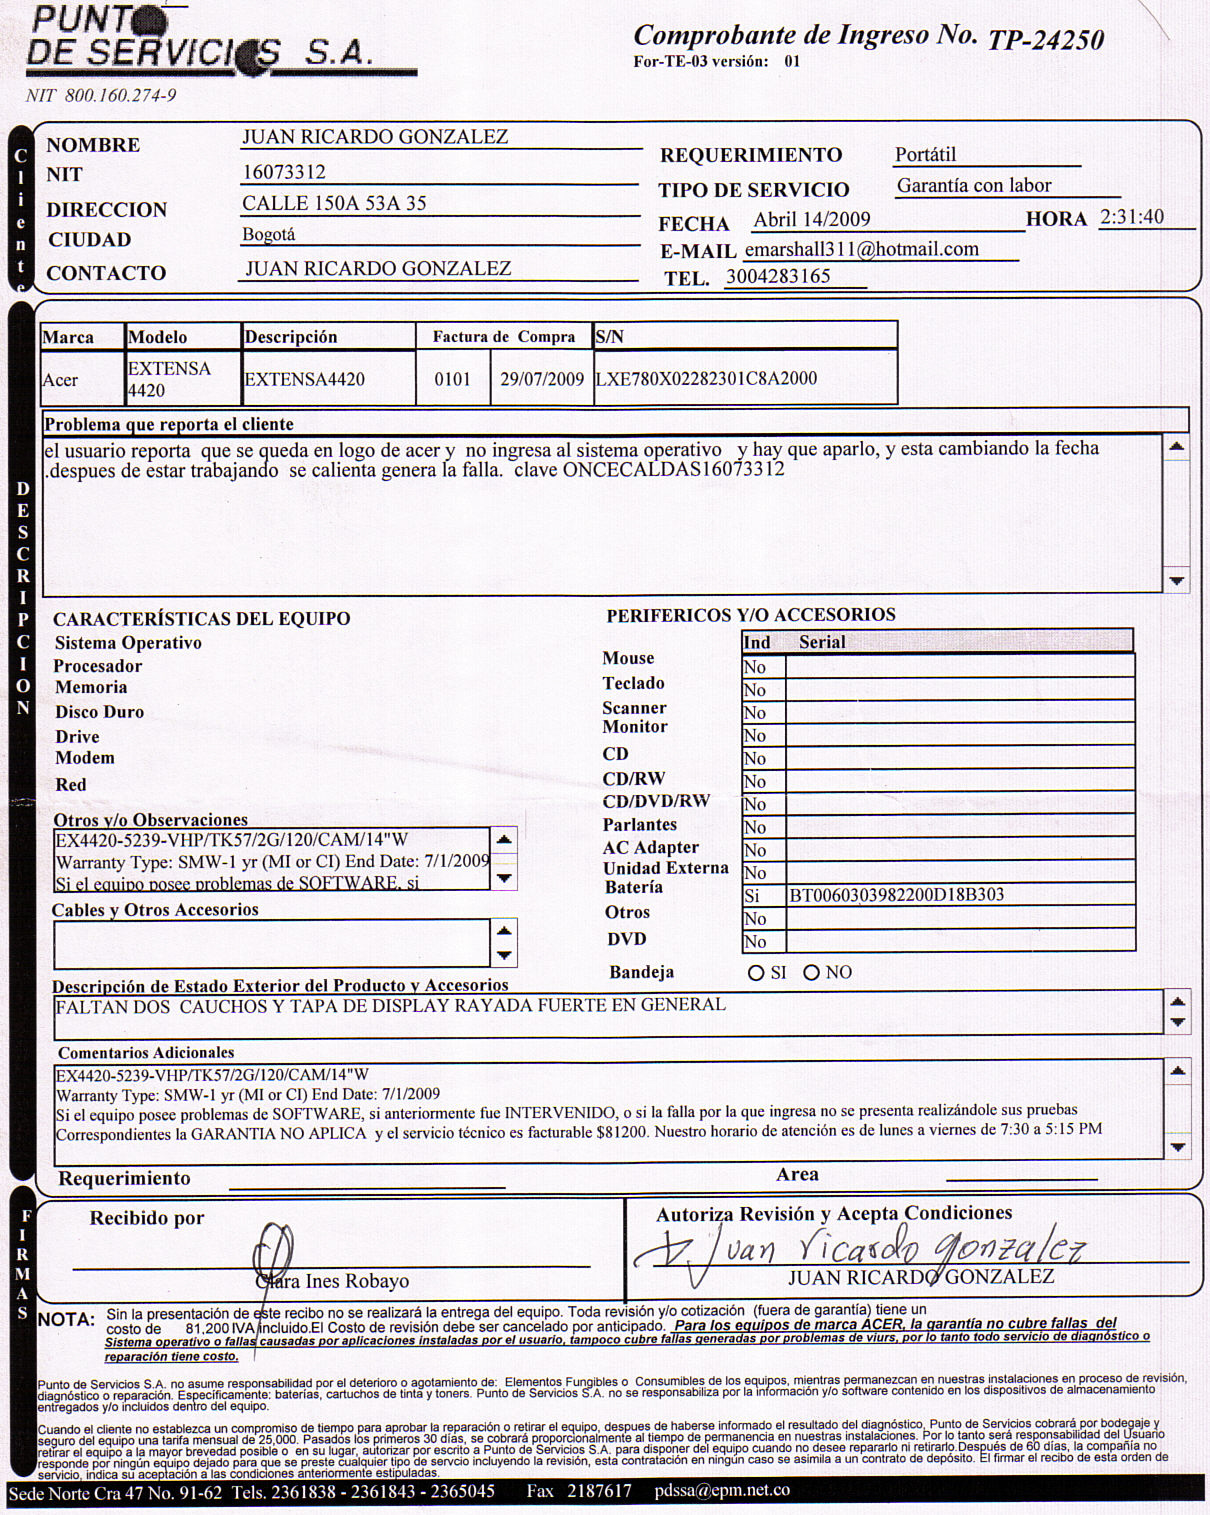 PUNTO
DE SERVICIOS S.A.
NIT 800.160.274-9
Comprobante de Ingreso No. TP-24250
For-TE-03 versión: 01
Cliente
NOMBRE JUAN RICARDO GONZALEZ
NIT 16073312
DIRECCION CALLE 150A 53A 35
CIUDAD Bogotá
CONTACTO JUAN RICARDO GONZALEZ
REQUERIMIENTO Portátil
TIPO DE SERVICIO Garantía con labor
FECHA Abril 14/2009 HORA 2:31:40
E-MAIL emarshall311@hotmail.com
TEL. 3004283165
DESCRIPCION
Marca Modelo Descripción Factura de Compra S/N
Acer EXTENSA 4420 EXTENSA4420 0101 29/07/2009 LXE780X02282301C8A2000
Problema que reporta el cliente
el usuario reporta que se queda en logo de acer y no ingresa al sistema operativo y hay que aparlo, y esta cambiando la fecha
.despues de estar trabajando se calienta genera la falla. clave ONCECALDAS16073312
CARACTERÍSTICAS DEL EQUIPO
Sistema Operativo
Procesador
Memoria
Disco Duro
Drive
Modem
Red
Otros y/o Observaciones
EX4420-5239-VHP/TK57/2G/120/CAM/14"W
Warranty Type: SMW-1 yr (MI or CI) End Date: 7/1/2009
Si el equipo posee problemas de SOFTWARE, si
Cables y Otros Accesorios
PERIFERICOS Y/O ACCESORIOS
Ind Serial
Mouse No
Teclado No
Scanner No
Monitor No
CD No
CD/RW No
CD/DVD/RW No
Parlantes No
AC Adapter No
Unidad Externa No
Batería Si BT0060303982200D18B303
Otros No
DVD No
Bandeja SI NO
Descripción de Estado Exterior del Producto y Accesorios
FALTAN DOS CAUCHOS Y TAPA DE DISPLAY RAYADA FUERTE EN GENERAL
Comentarios Adicionales
EX4420-5239-VHP/TK57/2G/120/CAM/14"W
Warranty Type: SMW-1 yr (MI or CI) End Date: 7/1/2009
Si el equipo posee problemas de SOFTWARE, si anteriormente fue INTERVENIDO, o si la falla por la que ingresa no se presenta realizándole sus pruebas
Correspondientes la GARANTIA NO APLICA y el servicio técnico es facturable $81200. Nuestro horario de atención es de lunes a viernes de 7:30 a 5:15 PM
Requerimiento Area
FIRMAS
Recibido por
Clara Ines Robayo
Autoriza Revisión y Acepta Condiciones
Juan ricardo gonzalez
JUAN RICARDO GONZALEZ
NOTA: Sin la presentación de este recibo no se realizará la entrega del equipo. Toda revisión y/o cotización (fuera de garantía) tiene un
costo de 81,200 IVA incluido.El Costo de revisión debe ser cancelado por anticipado. Para los equipos de marca ACER, la garantía no cubre fallas del
Sistema operativo o fallas causadas por aplicaciones instaladas por el usuario, tampoco cubre fallas generadas por problemas de viurs, por lo tanto todo servicio de diagnóstico o
reparación tiene costo.
Punto de Servicios S.A. no asume responsabilidad por el deterioro o agotamiento de: Elementos Fungibles o Consumibles de los equipos, mientras permanezcan en nuestras instalaciones en proceso de revisión,
diagnóstico o reparación. Específicamente: baterías, cartuchos de tinta y toners. Punto de Servicios S.A. no se responsabiliza por la información y/o software contenido en los dispositivos de almacenamiento
entregados y/o incluidos dentro del equipo.
Cuando el cliente no establezca un compromiso de tiempo para aprobar la reparación o retirar el equipo, despues de haberse informado el resultado del diagnóstico, Punto de Servicios cobrará por bodegaje y
seguro del equipo una tarifa mensual de 25,000. Pasados los primeros 30 días, se cobrará proporcionalmente al tiempo de permanencia en nuestras instalaciones. Por lo tanto será responsabilidad del Usuario
retirar el equipo a la mayor brevedad posible o en su lugar, autorizar por escrito a Punto de Servicios S.A. para disponer del equipo cuando no desee repararlo ni retirarlo.Después de 60 días, la compañía no
responde por ningún equipo dejado para que se preste cualquier tipo de servcio incluyendo la revisión, esta contratación en ningún caso se asimila a un contrato de depósito. El firmar el recibo de esta orden de
servicio, indica su aceptación a las condiciones anteriormente estipuladas.
Sede Norte Cra 47 No. 91-62 Tels. 2361838 - 2361843 - 2365045 Fax 2187617 pdssa@epm.net.co